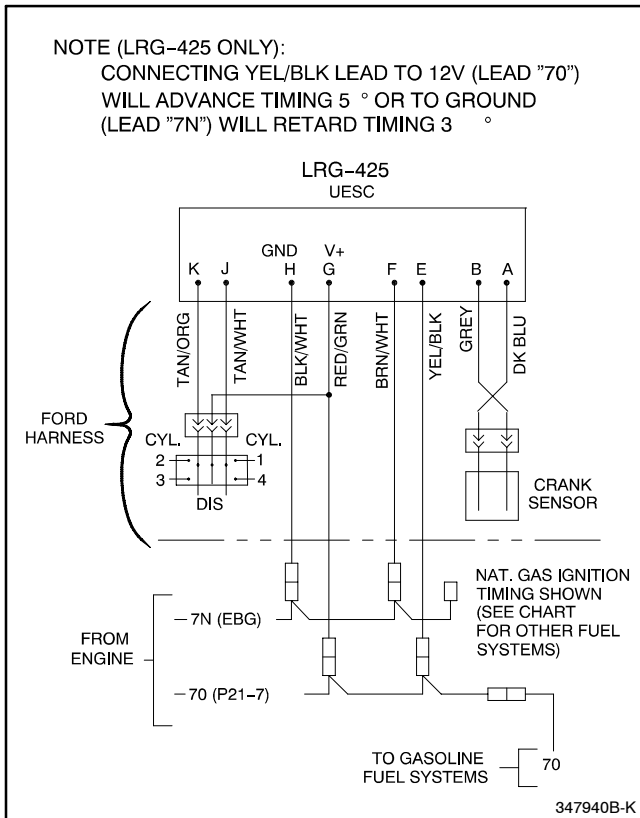 NOTE (LRG-425 ONLY):
CONNECTING YEL/BLK LEAD TO 12V (LEAD "70")
WILL ADVANCE TIMING 5 ° OR TO GROUND
(LEAD "7N") WILL RETARD TIMING 3 °
LRG-425
UESC
GND V+
K J H G F E B A
TAN/ORG
TAN/WHT
BLK/WHT
RED/GRN
BRN/WHT
YEL/BLK
GREY
DK BLU
FORD
HARNESS
CYL. CYL.
2 1
3 4
DIS
CRANK
SENSOR
NAT. GAS IGNITION
TIMING SHOWN
(SEE CHART
FOR OTHER FUEL
SYSTEMS)
FROM
ENGINE
7N (EBG)
70 (P21-7)
TO GASOLINE
FUEL SYSTEMS
70
347940B-K